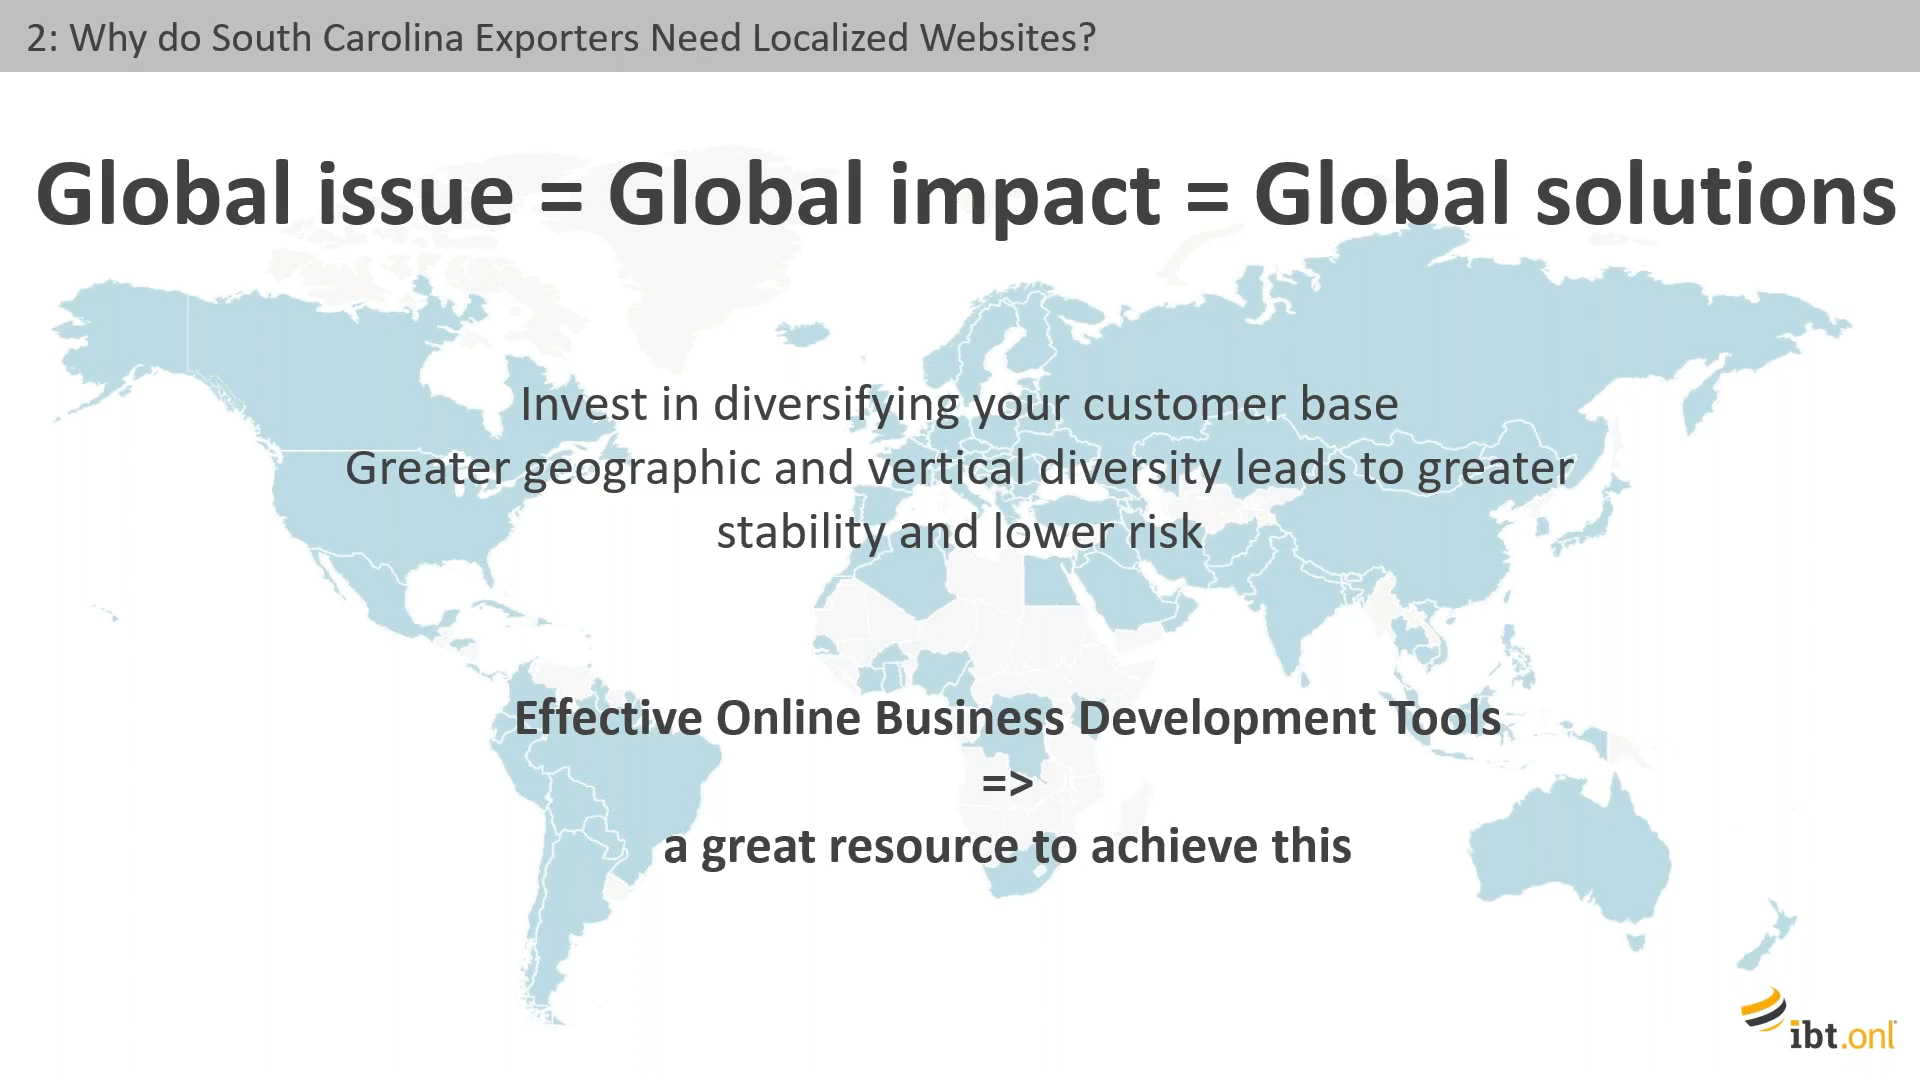 2: Why do South Carolina Exporters Need Localized Websites?
Global issue = Global impact = Global solutions
Invest in diversifying your customer base
Greater geographic and vertical diversity leads to greater
stability and lower risk
Effective Online Business Development Tools
=>
a great resource to achieve this
ibt.onl